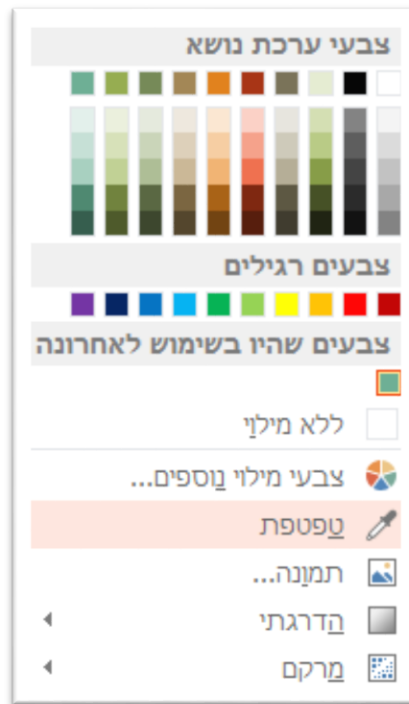 צבעי ערכת נושא
צבעים רגילים
צבעים שהיו בשימוש לאחרונה
ללא מילוי
צבעי מילוי נוספים...
טפטפת
תמונה...
הדרגתי
מרקם